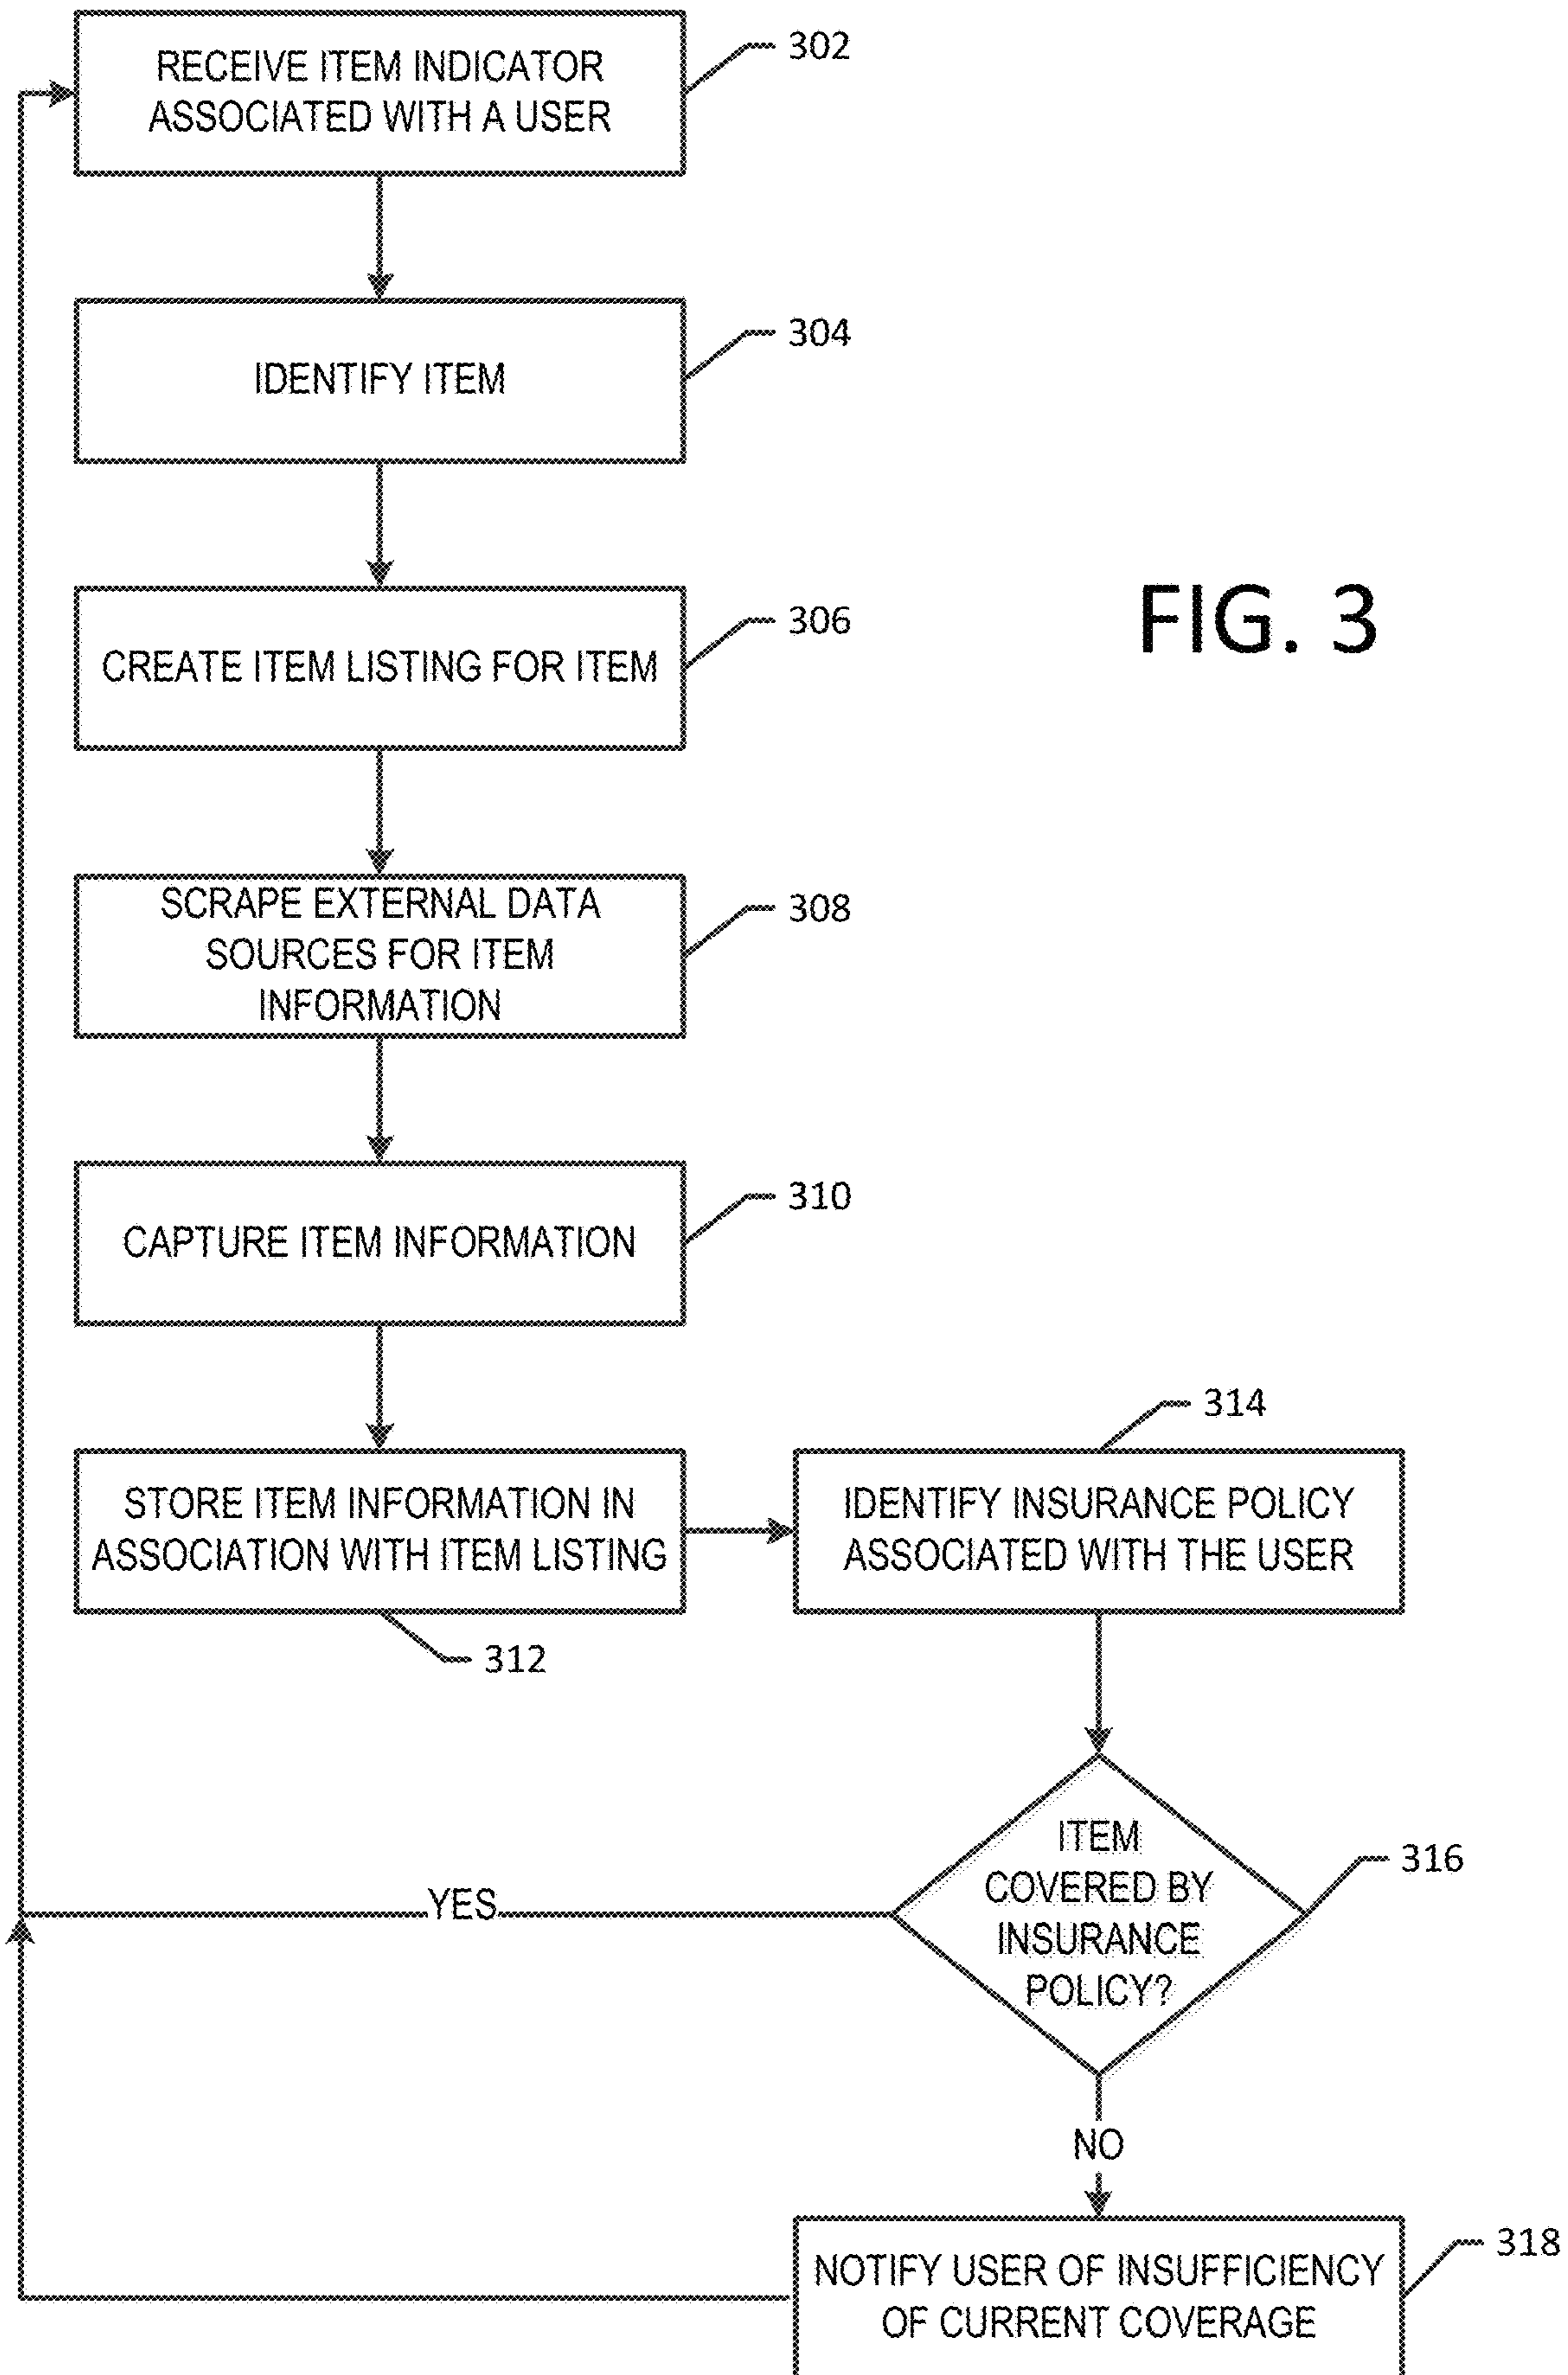 RECEIVE ITEM INDICATOR
ASSOCIATED WITH A USER
302
IDENTIFY ITEM
304
CREATE ITEM LISTING FOR ITEM
306
FIG. 3
SCRAPE EXTERNAL DATA
SOURCES FOR ITEM
INFORMATION
308
CAPTURE ITEM INFORMATION
310
STORE ITEM INFORMATION IN
ASSOCIATION WITH ITEM LISTING
312
314
IDENTIFY INSURANCE POLICY
ASSOCIATED WITH THE USER
ITEM
COVERED BY
INSURANCE
POLICY?
316
YES
NO
NOTIFY USER OF INSUFFICIENCY
OF CURRENT COVERAGE
318